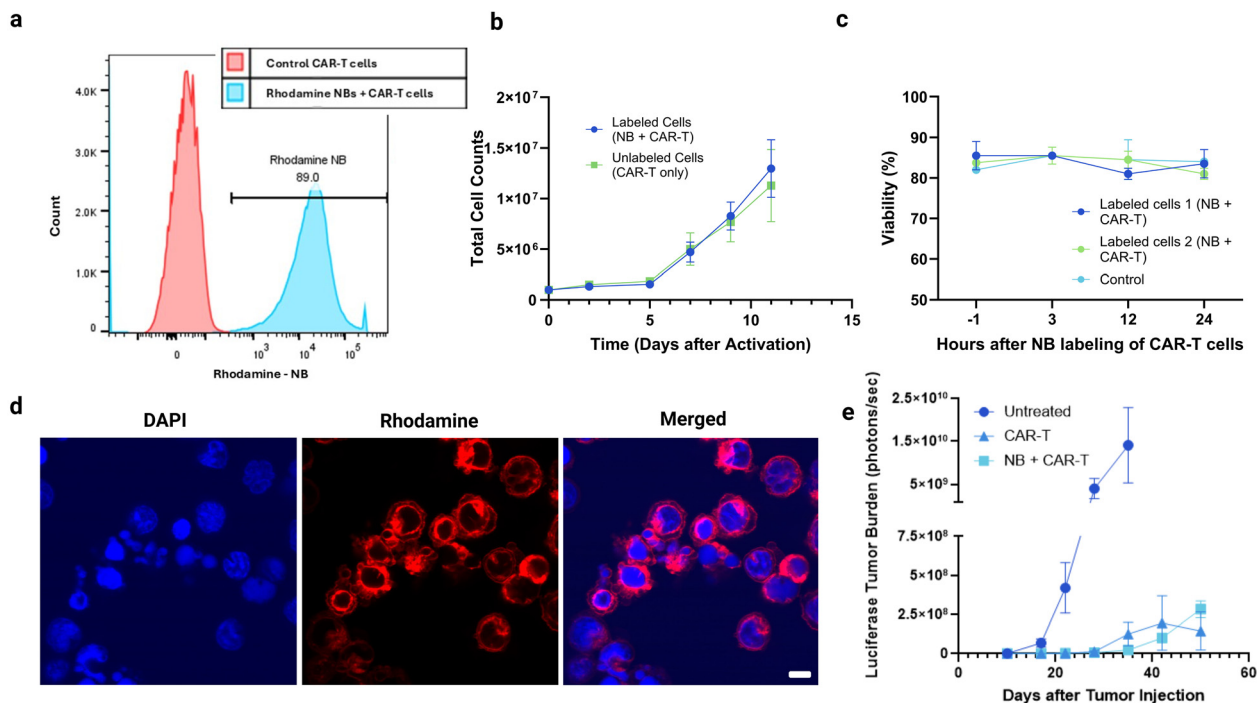 a
Control CAR-T cells
Rhodamine NBs + CAR-T cells
4.0K
3.0K
2.0K
1.0K
0
Count
Rhodamine NB
89.0
0
10³
10⁴
10⁵
Rhodamine - NB
b
Total Cell Counts
2×10⁷
1.5×10⁷
1×10⁷
5×10⁶
0
Labeled Cells
(NB + CAR-T)
Unlabeled Cells
(CAR-T only)
0
5
10
15
Time (Days after Activation)
c
Viability (%)
100
90
80
70
60
50
Labeled cells 1 (NB +
CAR-T)
Labeled cells 2 (NB +
CAR-T)
Control
-1
3
12
24
Hours after NB labeling of CAR-T cells
d
DAPI
Rhodamine
Merged
e
Luciferase Tumor Burden (photons/sec)
2.5×10¹⁰
1.5×10¹⁰
5×10⁹
7.5×10⁸
5×10⁸
2.5×10⁸
0
Untreated
CAR-T
NB + CAR-T
0
20
40
60
Days after Tumor Injection